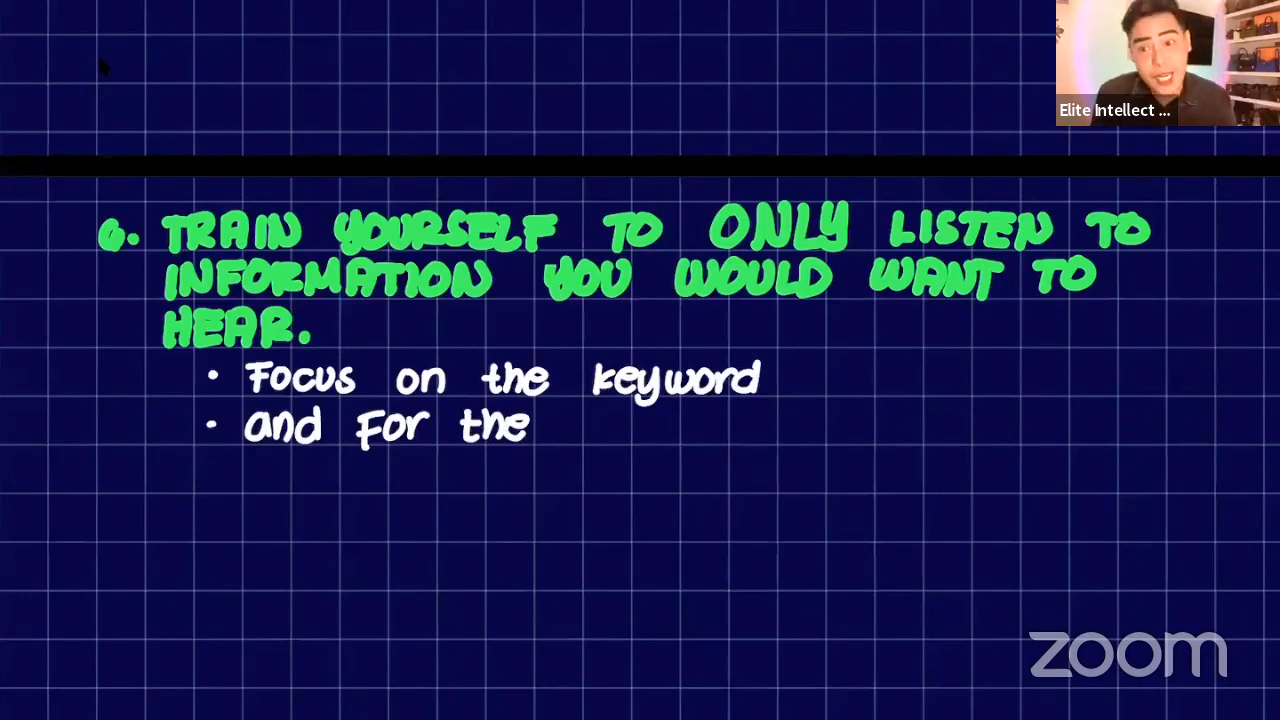 Elite Intellect ...
6. TRAIN YOURSELF TO ONLY LISTEN TO
INFORMATION YOU WOULD WANT TO
HEAR.
• Focus on the keyword
• and For the
zoom